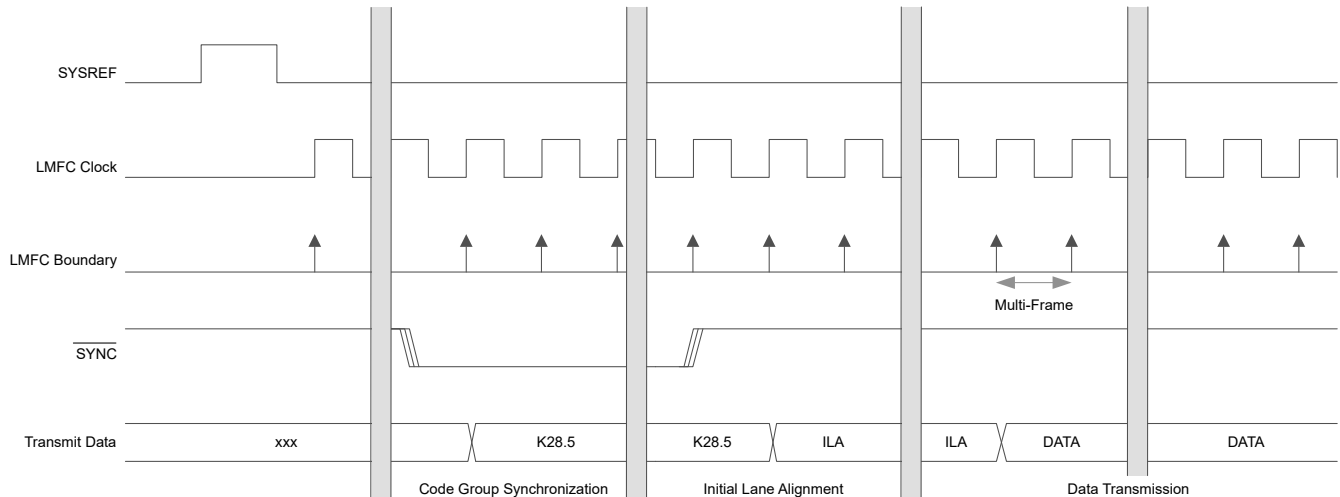 SYSREF
LMFC Clock
LMFC Boundary
Multi-Frame
SYNC
Transmit Data
xxx
K28.5
K28.5
ILA
ILA
DATA
DATA
Code Group Synchronization
Initial Lane Alignment
Data Transmission